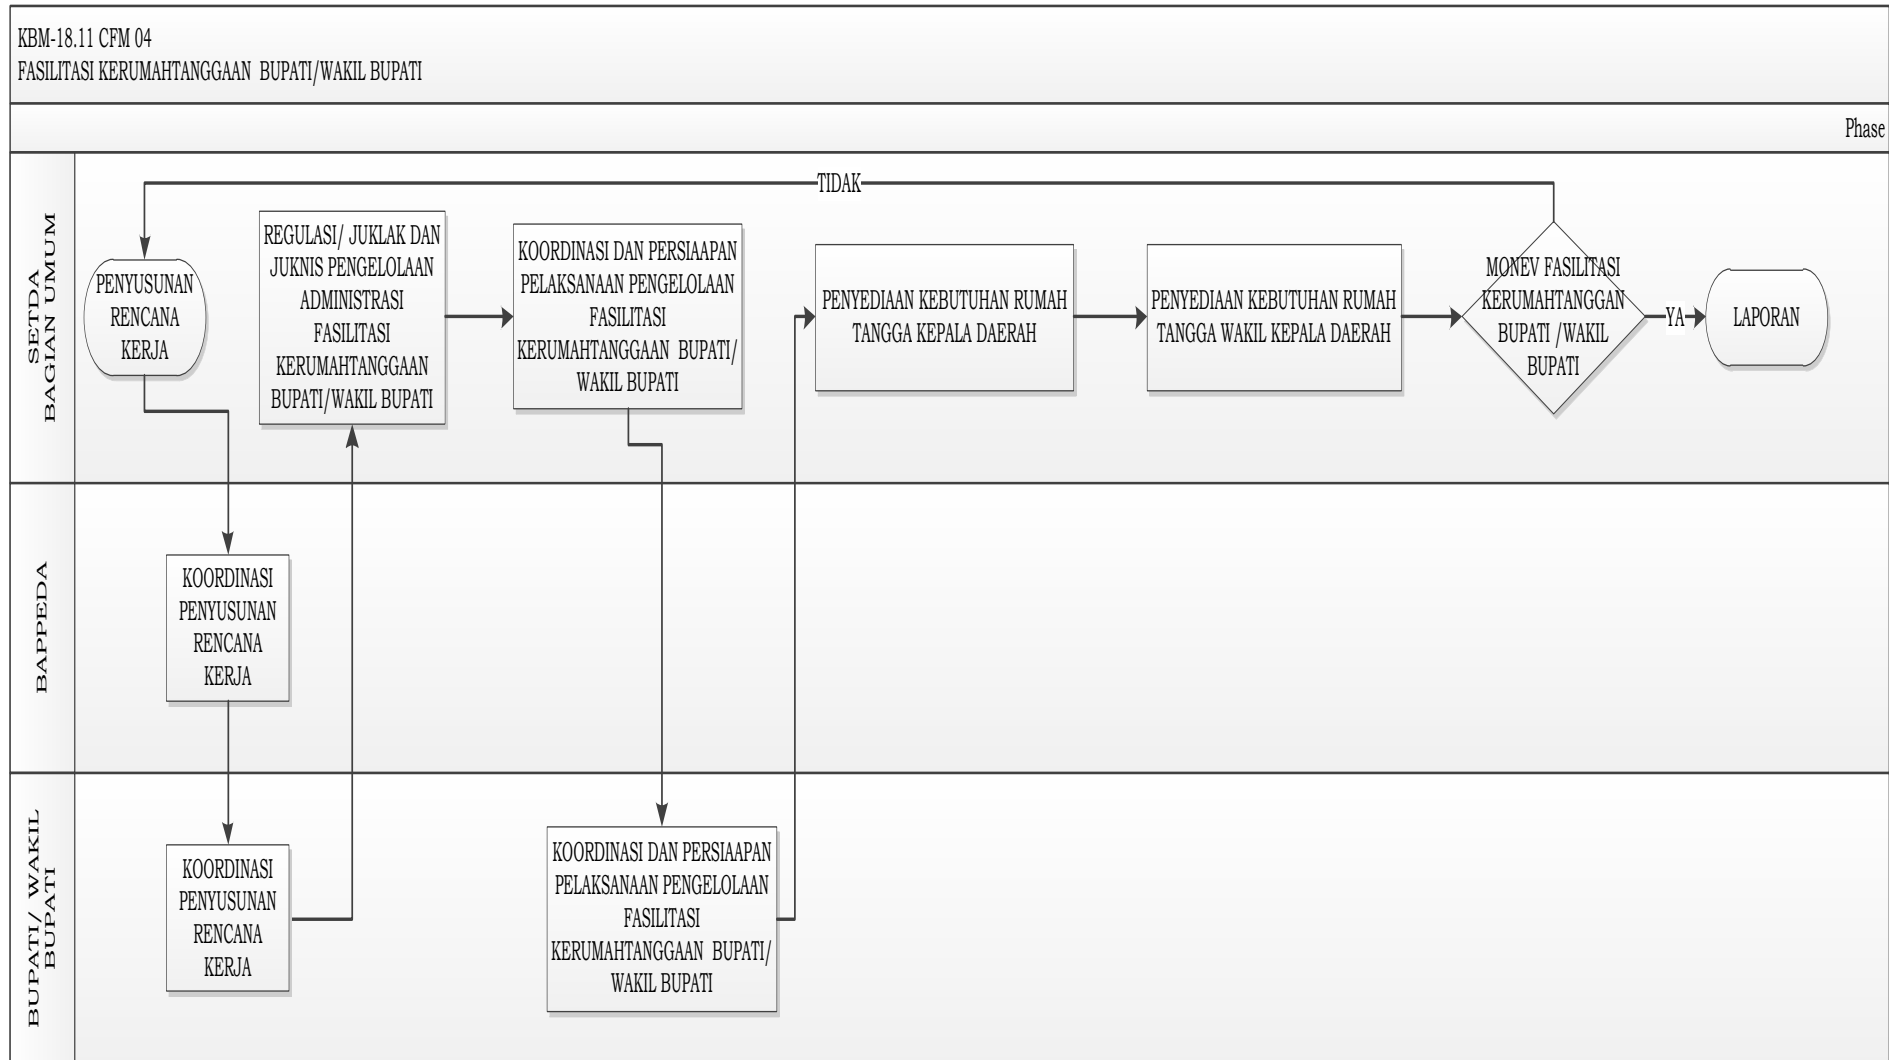 KBM-18.11 CFM 04
FASILITASI KERUMAHTANGGAAN BUPATI/WAKIL BUPATI
Phase
SETDA
BAGIAN UMUM
TIDAK
PENYUSUNAN
RENCANA
KERJA
REGULASI/ JUKLAK DAN
JUKNIS PENGELOLAAN
ADMINISTRASI
FASILITASI
KERUMAHTANGGAAN
BUPATI/WAKIL BUPATI
KOORDINASI DAN PERSIAAPAN
PELAKSANAAN PENGELOLAAN
FASILITASI
KERUMAHTANGGAAN BUPATI/
WAKIL BUPATI
PENYEDIAAN KEBUTUHAN RUMAH
TANGGA KEPALA DAERAH
PENYEDIAAN KEBUTUHAN RUMAH
TANGGA WAKIL KEPALA DAERAH
MONEV FASILITASI
KERUMAHTANGGAN
BUPATI /WAKIL
BUPATI
YA
LAPORAN
BAPPEDA
KOORDINASI
PENYUSUNAN
RENCANA
KERJA
BUPATI/ WAKIL
BUPATI
KOORDINASI
PENYUSUNAN
RENCANA
KERJA
KOORDINASI DAN PERSIAAPAN
PELAKSANAAN PENGELOLAAN
FASILITASI
KERUMAHTANGGAAN BUPATI/
WAKIL BUPATI